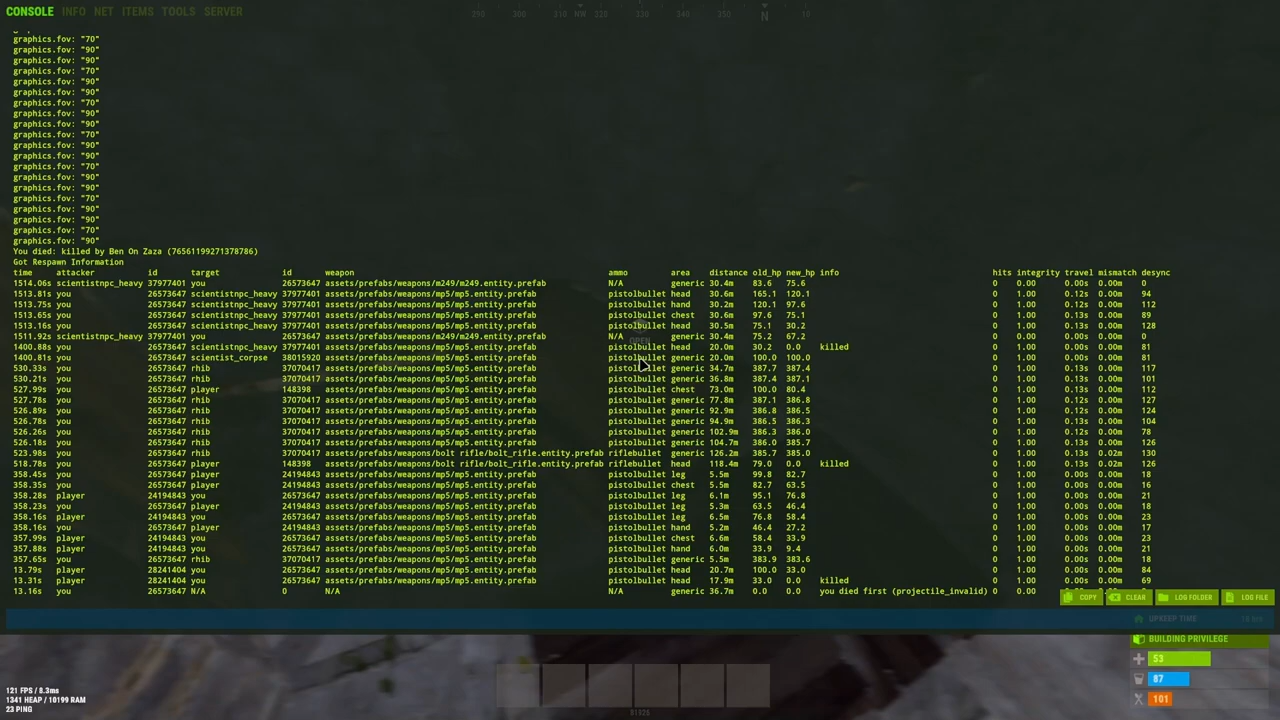 CONSOLE INFO NET ITEMS TOOLS SERVER
290 300 310 NW 320 330 340 350 N 10
graphics.fov: "70"
graphics.fov: "90"
graphics.fov: "90"
graphics.fov: "70"
graphics.fov: "90"
graphics.fov: "90"
graphics.fov: "70"
graphics.fov: "90"
graphics.fov: "90"
graphics.fov: "70"
graphics.fov: "90"
graphics.fov: "90"
graphics.fov: "70"
graphics.fov: "90"
graphics.fov: "90"
graphics.fov: "70"
graphics.fov: "90"
graphics.fov: "90"
graphics.fov: "70"
graphics.fov: "90"
You died: killed by Ben On Zaza (76561199271378786)
Got Respawn Information
time attacker id target id weapon ammo area distance old_hp new_hp info hits integrity travel mismatch desync
1514.06s scientistnpc_heavy 37977401 you 26573647 assets/prefabs/weapons/m249/m249.entity.prefab N/A generic 30.4m 83.6 75.6 0 0.00 0.00s 0.00m 0
1513.81s you 26573647 scientistnpc_heavy 37977401 assets/prefabs/weapons/mp5/mp5.entity.prefab pistolbullet head 30.6m 165.1 120.1 0 1.00 0.12s 0.00m 94
1513.75s you 26573647 scientistnpc_heavy 37977401 assets/prefabs/weapons/mp5/mp5.entity.prefab pistolbullet hand 30.2m 120.1 97.6 0 1.00 0.12s 0.00m 112
1513.65s you 26573647 scientistnpc_heavy 37977401 assets/prefabs/weapons/mp5/mp5.entity.prefab pistolbullet chest 30.6m 97.6 75.1 0 1.00 0.13s 0.00m 89
1513.16s you 26573647 scientistnpc_heavy 37977401 assets/prefabs/weapons/mp5/mp5.entity.prefab pistolbullet head 30.5m 75.1 30.2 0 1.00 0.13s 0.00m 128
1511.92s scientistnpc_heavy 37977401 you 26573647 assets/prefabs/weapons/m249/m249.entity.prefab N/A generic 30.4m 75.2 67.2 0 0.00 0.00s 0.00m 0
1400.88s you 26573647 scientistnpc_heavy 37977401 assets/prefabs/weapons/mp5/mp5.entity.prefab pistolbullet head 20.0m 30.2 0.0 killed 0 1.00 0.00s 0.00m 81
1400.81s you 26573647 scientist_corpse 38015920 assets/prefabs/weapons/mp5/mp5.entity.prefab pistolbullet generic 20.0m 100.0 100.0 0 1.00 0.00s 0.00m 81
530.33s you 26573647 rhib 37070417 assets/prefabs/weapons/mp5/mp5.entity.prefab pistolbullet generic 34.7m 387.7 387.4 0 1.00 0.13s 0.00m 117
530.21s you 26573647 rhib 37070417 assets/prefabs/weapons/mp5/mp5.entity.prefab pistolbullet generic 36.8m 387.4 387.1 0 1.00 0.13s 0.00m 101
527.99s you 26573647 player 148398 assets/prefabs/weapons/mp5/mp5.entity.prefab pistolbullet chest 73.0m 100.0 80.4 0 1.00 0.13s 0.00m 112
527.78s you 26573647 rhib 37070417 assets/prefabs/weapons/mp5/mp5.entity.prefab pistolbullet generic 77.8m 387.1 386.8 0 1.00 0.12s 0.00m 127
526.89s you 26573647 rhib 37070417 assets/prefabs/weapons/mp5/mp5.entity.prefab pistolbullet generic 92.9m 386.8 386.5 0 1.00 0.12s 0.00m 124
526.78s you 26573647 rhib 37070417 assets/prefabs/weapons/mp5/mp5.entity.prefab pistolbullet generic 94.9m 386.5 386.3 0 1.00 0.13s 0.00m 104
526.26s you 26573647 rhib 37070417 assets/prefabs/weapons/mp5/mp5.entity.prefab pistolbullet generic 102.9m 386.3 386.0 0 1.00 0.12s 0.00m 78
526.18s you 26573647 rhib 37070417 assets/prefabs/weapons/mp5/mp5.entity.prefab pistolbullet generic 104.7m 386.0 385.7 0 1.00 0.13s 0.00m 126
523.98s you 26573647 rhib 37070417 assets/prefabs/weapons/bolt rifle/bolt_rifle.entity.prefab riflebullet generic 126.2m 385.7 385.0 0 1.00 0.13s 0.02m 130
518.78s you 26573647 player 148398 assets/prefabs/weapons/bolt rifle/bolt_rifle.entity.prefab riflebullet head 118.4m 79.0 0.0 killed 0 1.00 0.13s 0.02m 126
358.45s you 26573647 player 24194843 assets/prefabs/weapons/mp5/mp5.entity.prefab pistolbullet leg 5.5m 99.8 82.7 0 1.00 0.00s 0.00m 18
358.35s you 26573647 player 24194843 assets/prefabs/weapons/mp5/mp5.entity.prefab pistolbullet chest 5.5m 82.7 63.5 0 1.00 0.00s 0.00m 16
358.28s player 24194843 you 26573647 assets/prefabs/weapons/mp5/mp5.entity.prefab pistolbullet leg 6.1m 95.1 76.8 0 1.00 0.00s 0.00m 21
358.23s you 26573647 player 24194843 assets/prefabs/weapons/mp5/mp5.entity.prefab pistolbullet leg 5.3m 63.5 46.4 0 1.00 0.00s 0.00m 18
358.16s player 24194843 you 26573647 assets/prefabs/weapons/mp5/mp5.entity.prefab pistolbullet leg 6.5m 76.8 58.4 0 1.00 0.00s 0.00m 23
358.16s you 26573647 player 24194843 assets/prefabs/weapons/mp5/mp5.entity.prefab pistolbullet hand 5.2m 46.4 27.2 0 1.00 0.00s 0.00m 17
357.99s player 24194843 you 26573647 assets/prefabs/weapons/mp5/mp5.entity.prefab pistolbullet chest 6.6m 58.4 33.9 0 1.00 0.00s 0.00m 23
357.88s player 24194843 you 26573647 assets/prefabs/weapons/mp5/mp5.entity.prefab pistolbullet hand 6.0m 33.9 9.4 0 1.00 0.00s 0.00m 21
357.65s you 26573647 rhib 37070417 assets/prefabs/weapons/mp5/mp5.entity.prefab pistolbullet generic 5.5m 383.9 383.6 0 1.00 0.00s 0.00m 18
13.79s player 28241404 you 26573647 assets/prefabs/weapons/mp5/mp5.entity.prefab pistolbullet head 20.7m 100.0 33.0 0 1.00 0.00s 0.00m 84
13.31s player 28241404 you 26573647 assets/prefabs/weapons/mp5/mp5.entity.prefab pistolbullet head 17.9m 33.0 0.0 killed 0 1.00 0.00s 0.00m 69
13.16s you 26573647 N/A 0 N/A N/A generic 36.7m 0.0 0.0 you died first (projectile_invalid) 0 0.00
OPEN
COPY CLEAR LOG FOLDER LOG FILE
UPKEEP TIME
BUILDING PRIVILEGE
53
87
101
121 FPS / 8.3ms
1341 HEAP / 10199 RAM
23 PING